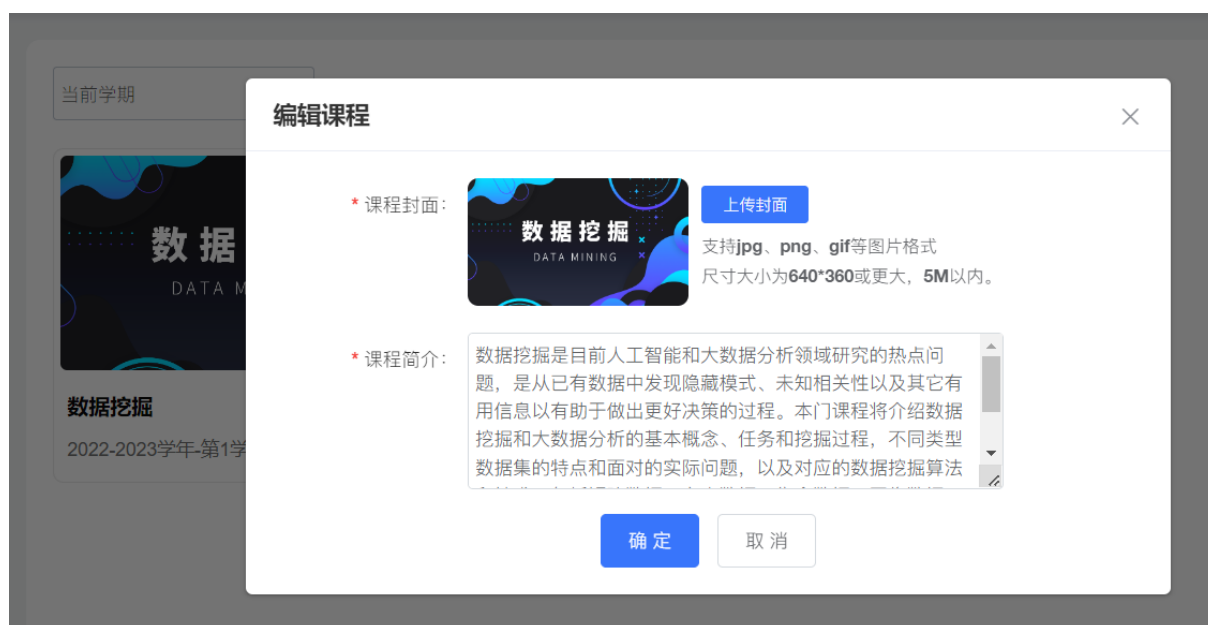 当前学期
编辑课程
* 课程封面：
数据挖掘
DATA MINING
上传封面
支持jpg、png、gif等图片格式
尺寸大小为640*360或更大，5M以内。
数据
DATA M
* 课程简介：
数据挖掘是目前人工智能和大数据分析领域研究的热点问
题，是从已有数据中发现隐藏模式、未知相关性以及其它有
用信息以有助于做出更好决策的过程。本门课程将介绍数据
挖掘和大数据分析的基本概念、任务和挖掘过程，不同类型
数据集的特点和面对的实际问题，以及对应的数据挖掘算法
数据挖掘
2022-2023学年-第1学
确 定
取 消